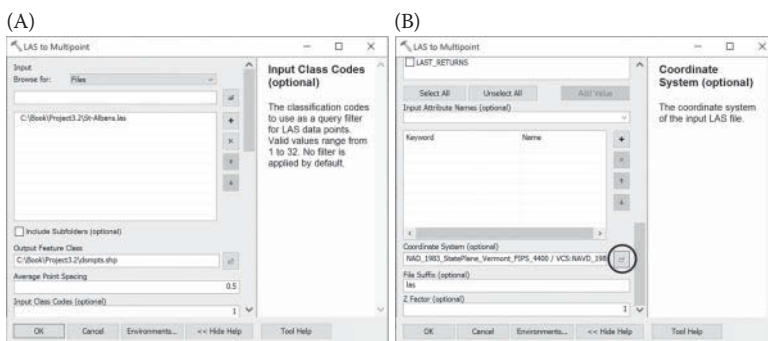 (A)
LAS to Multipoint
Input
Browse for: Files
C:\Book\Project3.2\St-Albans.las
Include Subfolders (optional)
Output Feature Class
C:\Book\Project3.2\dsmpts.shp
Average Point Spacing
0.5
Input Class Codes (optional)
1
OK Cancel Environments... << Hide Help Tool Help
Input Class Codes
(optional)
The classification codes
to use as a query filter
for LAS data points.
Valid values range from
1 to 32. No filter is
applied by default.
(B)
LAS to Multipoint
LAST_RETURNS
Select All Unselect All Add Value
Input Attribute Names (optional)
Keyword Name
Coordinate System (optional)
NAD_1983_StatePlane_Vermont_FIPS_4400 / VCS:NAVD_198
File Suffix (optional)
las
Z Factor (optional)
1
OK Cancel Environments... << Hide Help Tool Help
Coordinate
System (optional)
The coordinate system
of the input LAS file.